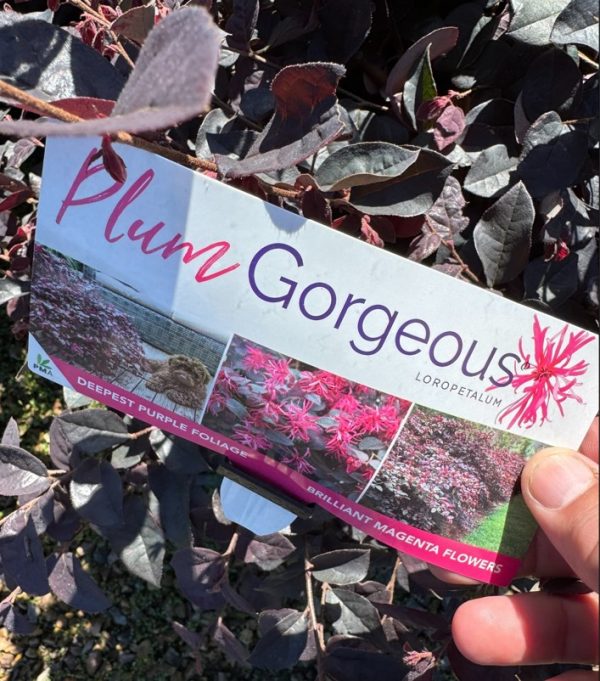 Plum Gorgeous
LOROPETALUM
PMA
DEEPEST PURPLE FOLIAGE
BRILLIANT MAGENTA FLOWERS